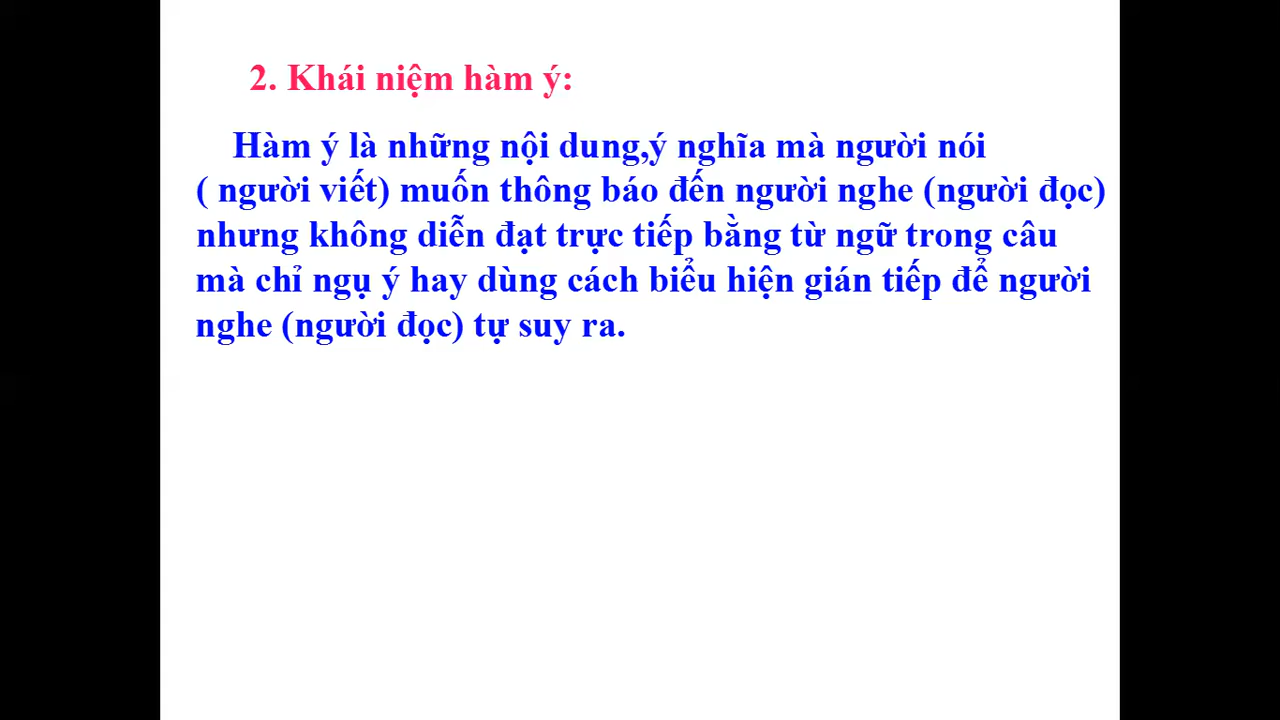 2. Khái niệm hàm ý:
Hàm ý là những nội dung,ý nghĩa mà người nói
( người viết) muốn thông báo đến người nghe (người đọc)
nhưng không diễn đạt trực tiếp bằng từ ngữ trong câu
mà chỉ ngụ ý hay dùng cách biểu hiện gián tiếp để người
nghe (người đọc) tự suy ra.